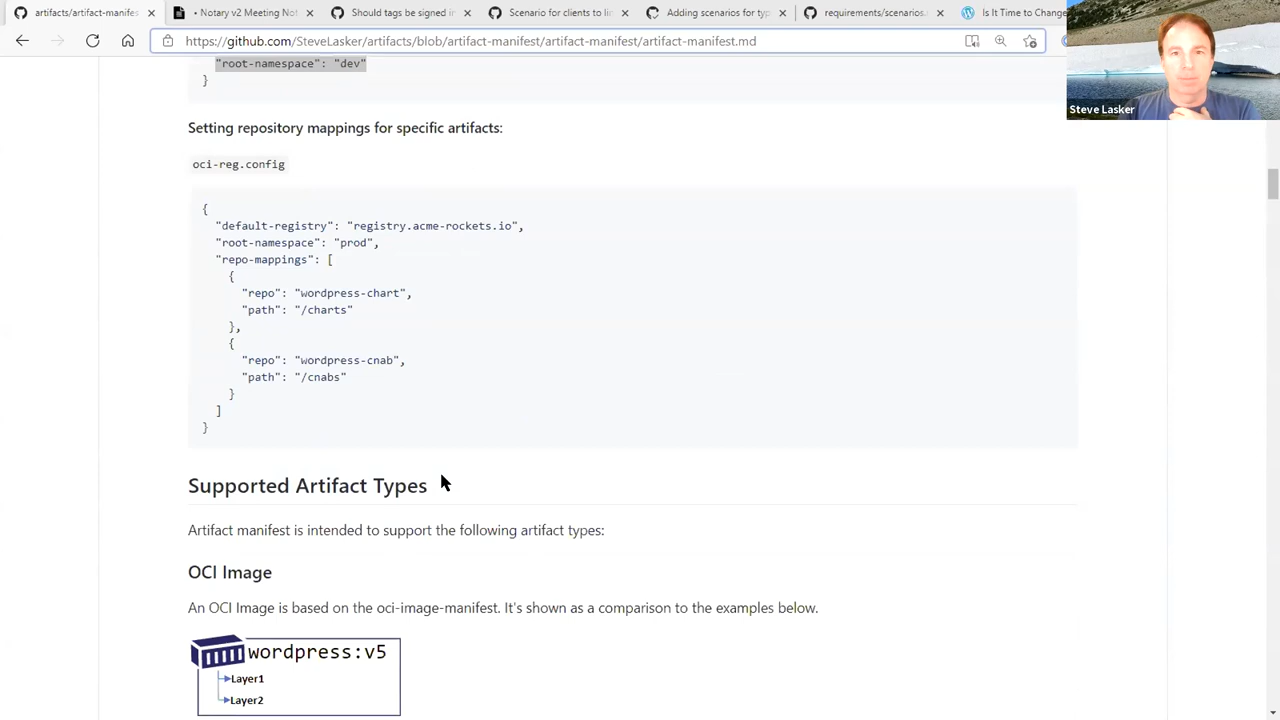 artifacts/artifact-manifes
• Notary v2 Meeting Not
Should tags be signed in
Scenario for clients to li
Adding scenarios for typ
requirements/scenarios.
Is It Time to Change
https://github.com/SteveLasker/artifacts/blob/artifact-manifest/artifact-manifest/artifact-manifest.md
Steve Lasker
"root-namespace": "dev"
}
Setting repository mappings for specific artifacts:
oci-reg.config
{
"default-registry": "registry.acme-rockets.io",
"root-namespace": "prod",
"repo-mappings": [
{
"repo": "wordpress-chart",
"path": "/charts"
},
{
"repo": "wordpress-cnab",
"path": "/cnabs"
}
]
}
Supported Artifact Types
Artifact manifest is intended to support the following artifact types:
OCI Image
An OCI Image is based on the oci-image-manifest. It's shown as a comparison to the examples below.
wordpress:v5
Layer1
Layer2